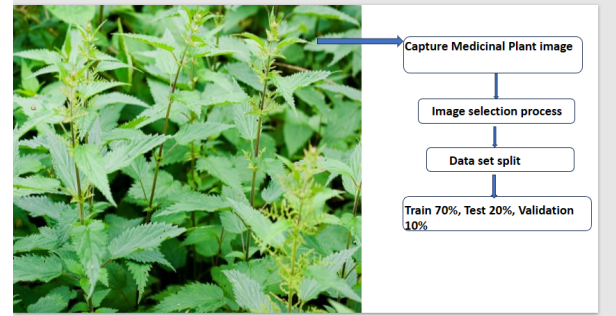 Capture Medicinal Plant image
Image selection process
Data set split
Train 70%, Test 20%, Validation
10%